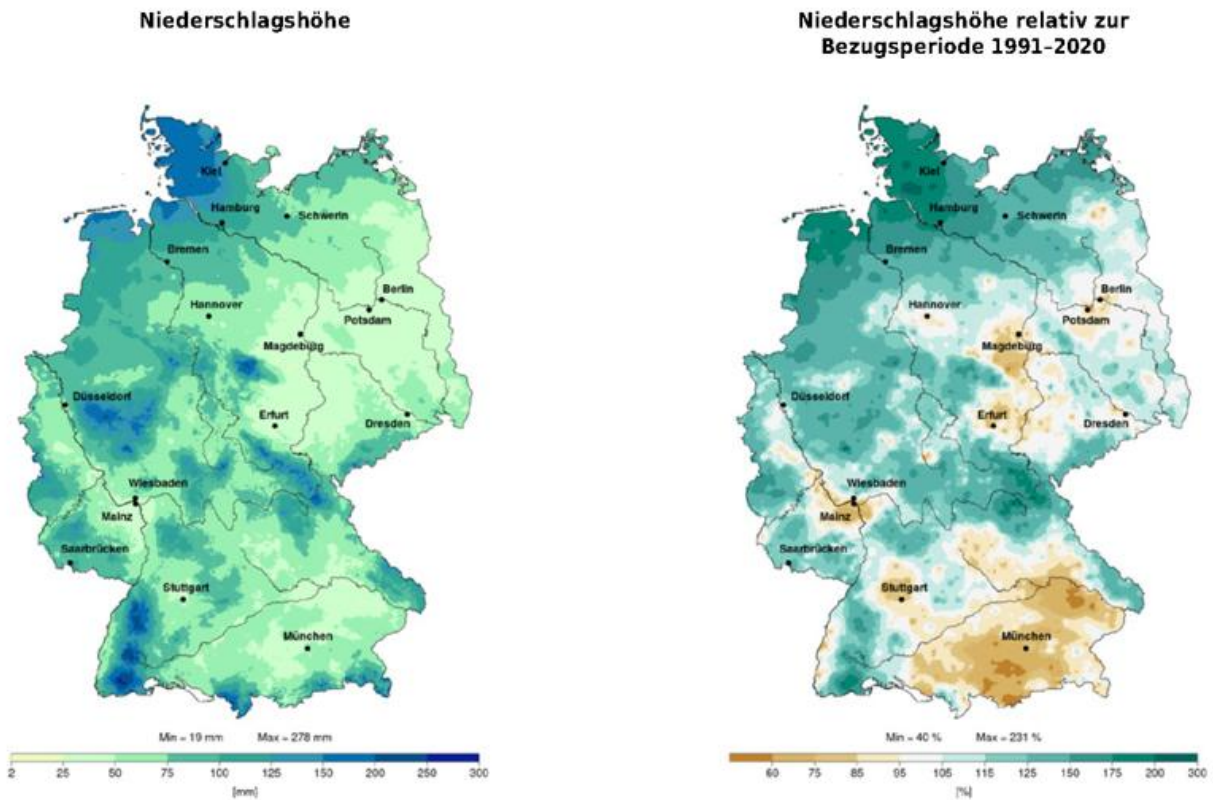 Niederschlagshöhe
Kiel
Hamburg
Schwerin
Bremen
Berlin
Hannover
Potsdam
Magdeburg
Düsseldorf
Erfurt
Dresden
Wiesbaden
Mainz
Saarbrücken
Stuttgart
München
Min = 19 mm Max = 278 mm
2 25 50 75 100 125 150 200 250 300
[mm]
Niederschlagshöhe relativ zur
Bezugsperiode 1991–2020
Kiel
Hamburg
Schwerin
Bremen
Berlin
Hannover
Potsdam
Magdeburg
Düsseldorf
Erfurt
Dresden
Wiesbaden
Mainz
Saarbrücken
Stuttgart
München
Min = 40 % Max = 231 %
60 75 85 95 105 115 125 150 175 200 300
[%]